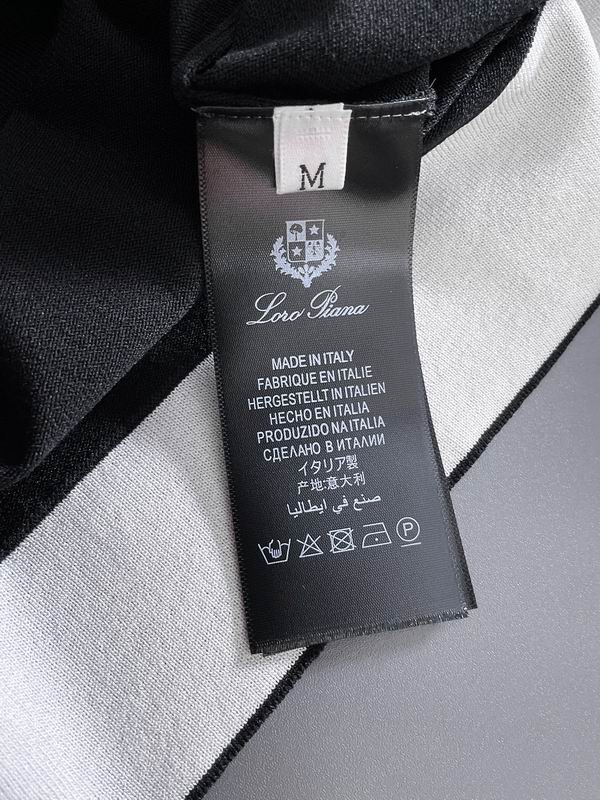 M
Loro Piana
MADE IN ITALY
FABRIQUE EN ITALIE
HERGESTELLT IN ITALIEN
HECHO EN ITALIA
PRODUZIDO NA ITALIA
СДЕЛАНО В ИТАЛИИ
イタリア製
产地:意大利
صنع في ايطاليا
P